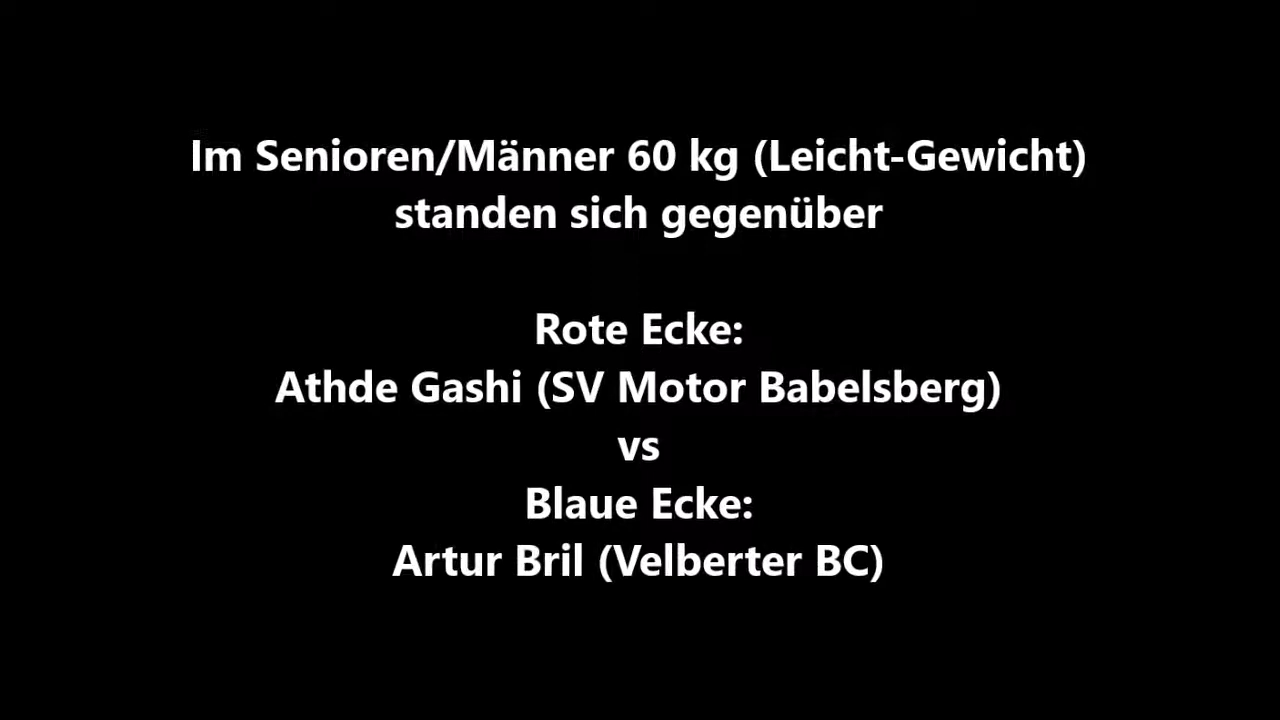 Im Senioren/Männer 60 kg (Leicht-Gewicht)
standen sich gegenüber
Rote Ecke:
Athde Gashi (SV Motor Babelsberg)
vs
Blaue Ecke:
Artur Bril (Velberter BC)